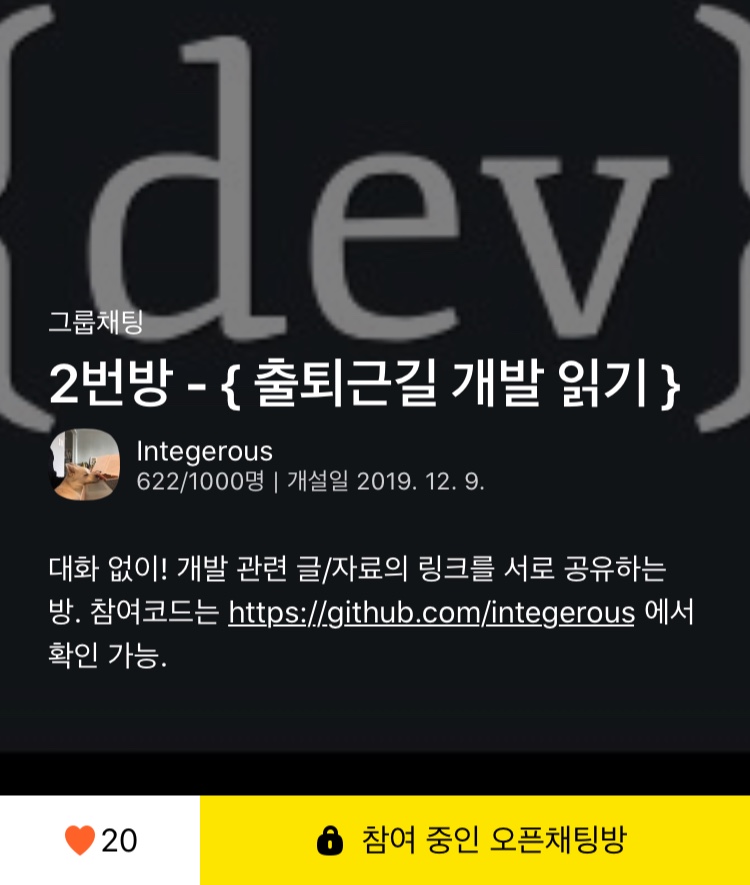 {dev}
그룹채팅
2번방 - { 출퇴근길 개발 읽기 }
Integerous
622/1000명 | 개설일 2019. 12. 9.
대화 없이! 개발 관련 글/자료의 링크를 서로 공유하는
방. 참여코드는 https://github.com/integerous 에서
확인 가능.
20
참여 중인 오픈채팅방